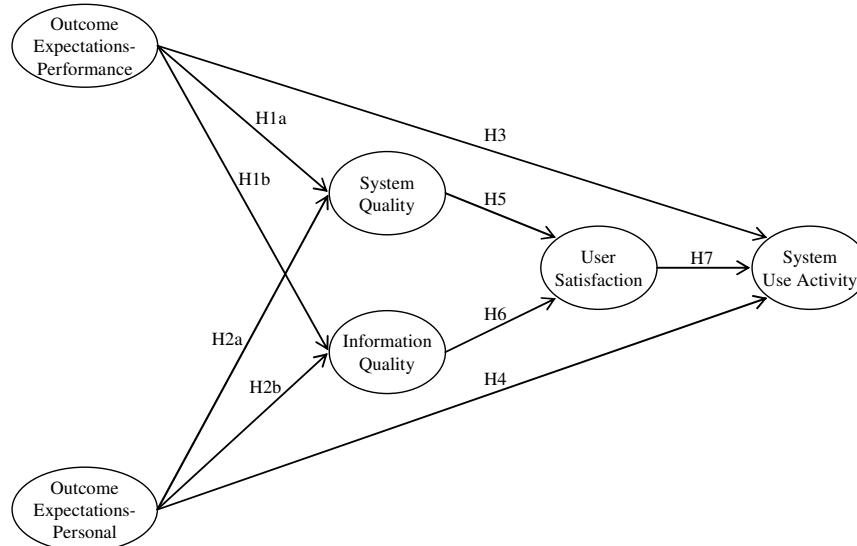 Outcome
Expectations-
Performance
H1a
H3
H1b
System
Quality
H5
User
Satisfaction
H7
System
Use Activity
H2a
Information
Quality
H6
H2b
H4
Outcome
Expectations-
Personal